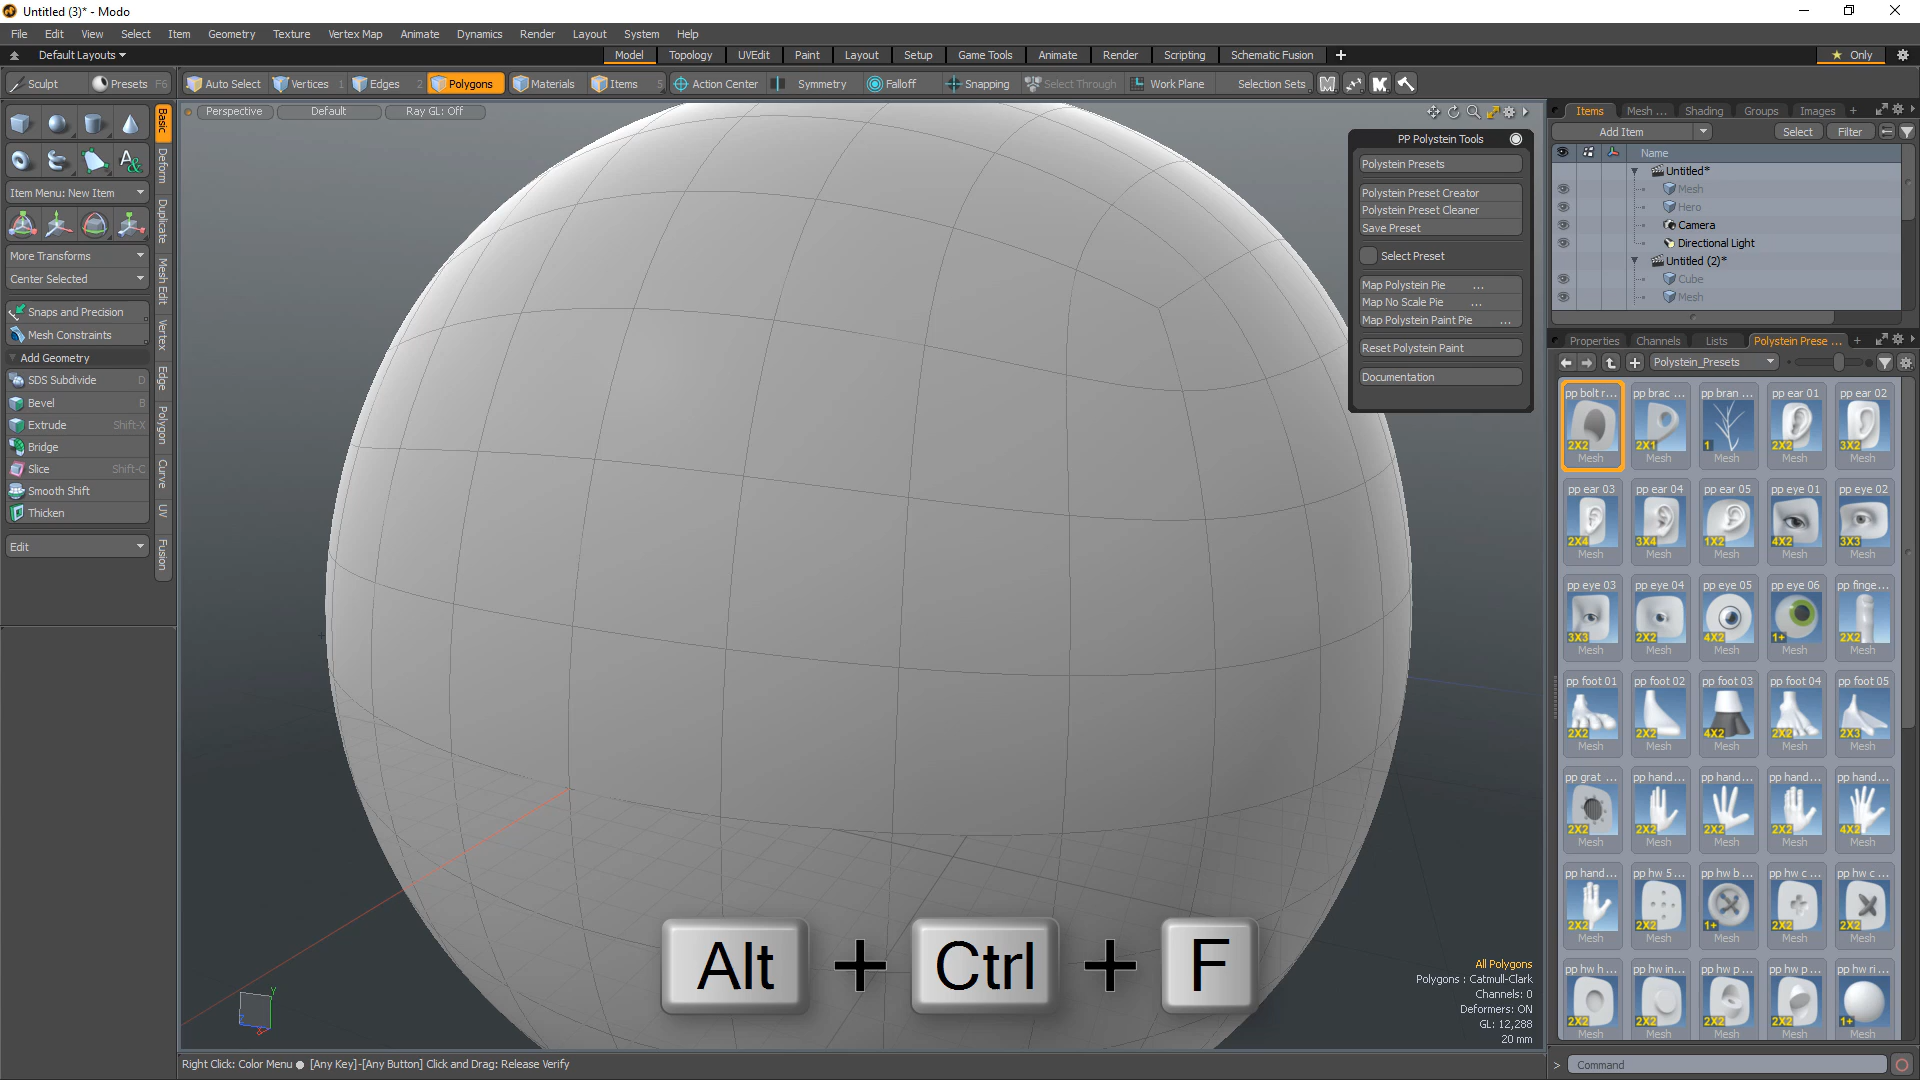 Untitled (3)* - Modo
File Edit View Select Item Geometry Texture Vertex Map Animate Dynamics Render Layout System Help
Default Layouts Model Topology UVEdit Paint Layout Setup Game Tools Animate Render Scripting Schematic Fusion + ★ Only
Sculpt Presets F6 Auto Select Vertices 1 Edges 2 Polygons Materials Items 5 Action Center Symmetry Falloff Snapping Select Through Work Plane Selection Sets
Perspective Default Ray GL: Off
Item Menu: New Item
More Transforms
Center Selected
Snaps and Precision
Mesh Constraints
Add Geometry
SDS Subdivide D
Bevel B
Extrude Shift-X
Bridge
Slice Shift-C
Smooth Shift
Thicken
Edit
Basic
Deform
Duplicate
Mesh Edit
Vertex
Edge
Polygon
Curve
UV
Fusion
PP Polystein Tools
Polystein Presets
Polystein Preset Creator
Polystein Preset Cleaner
Save Preset
Select Preset
Map Polystein Pie ...
Map No Scale Pie ...
Map Polystein Paint Pie ...
Reset Polystein Paint
Documentation
Alt + Ctrl + F
All Polygons
Polygons : Catmull-Clark
Channels: 0
Deformers: ON
GL: 12,288
20 mm
Y
Z
Right Click: Color Menu ● [Any Key]-[Any Button] Click and Drag: Release Verify
Items Mesh ... Shading Groups Images +
Add Item Select Filter
Name
Untitled*
Mesh
Hero
Camera
Directional Light
Untitled (2)*
Cube
Mesh
Properties Channels Lists Polystein Prese ... +
Polystein_Presets
pp bolt r... pp brac ... pp bran ... pp ear 01 pp ear 02
2X2 2X1 1 2X2 3X2
Mesh Mesh Mesh Mesh Mesh
pp ear 03 pp ear 04 pp ear 05 pp eye 01 pp eye 02
2X4 3X4 1X2 4X2 3X3
Mesh Mesh Mesh Mesh Mesh
pp eye 03 pp eye 04 pp eye 05 pp eye 06 pp finge...
3X3 2X2 4X2 1+ 2X2
Mesh Mesh Mesh Mesh Mesh
pp foot 01 pp foot 02 pp foot 03 pp foot 04 pp foot 05
2X2 2X2 4X2 2X2 2X3
Mesh Mesh Mesh Mesh Mesh
pp grat ... pp hand... pp hand... pp hand... pp hand...
2X2 2X2 2X2 2X2 4X2
Mesh Mesh Mesh Mesh Mesh
pp hand... pp hw 5 ... pp hw b ... pp hw c ... pp hw c ...
2X2 2X2 1+ 2X2 2X2
Mesh Mesh Mesh Mesh Mesh
pp hw h ... pp hw in... pp hw p ... pp hw p ... pp hw ri ...
2X2 2X2 2X2 2X2 1+
Mesh Mesh Mesh Mesh Mesh
> Command